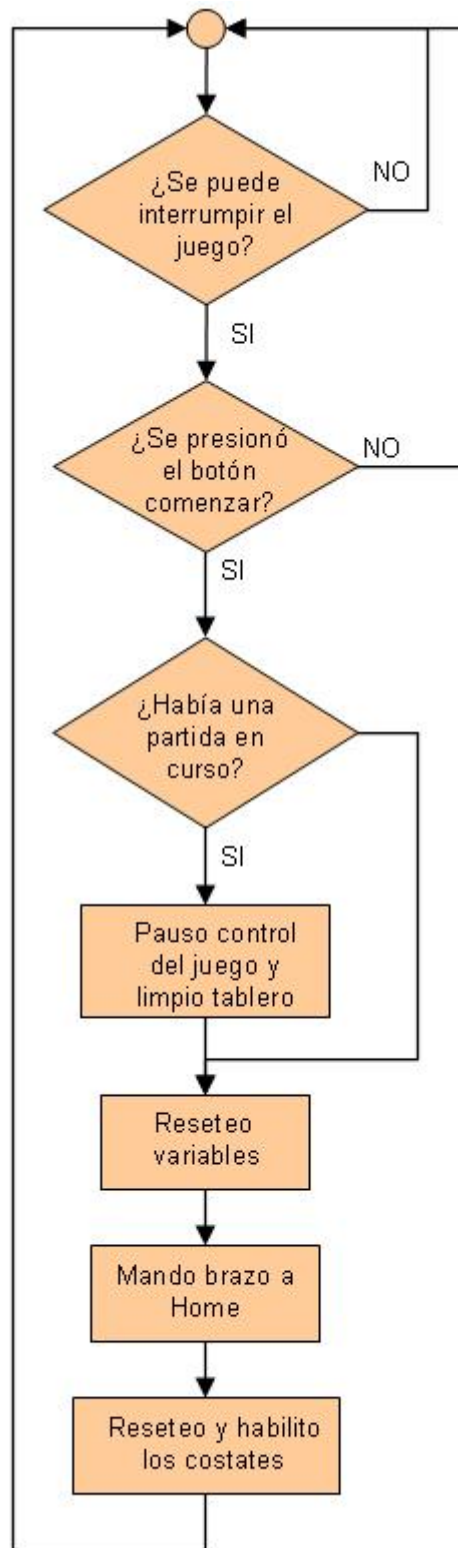 ¿Se puede
interrumpir el
juego?
NO
SI
¿Se presionó
el botón
comenzar?
NO
SI
¿Había una
partida en
curso?
SI
Pauso control
del juego y
limpio tablero
Reseteo
variables
Mando brazo a
Home
Reseteo y habilito
los costates